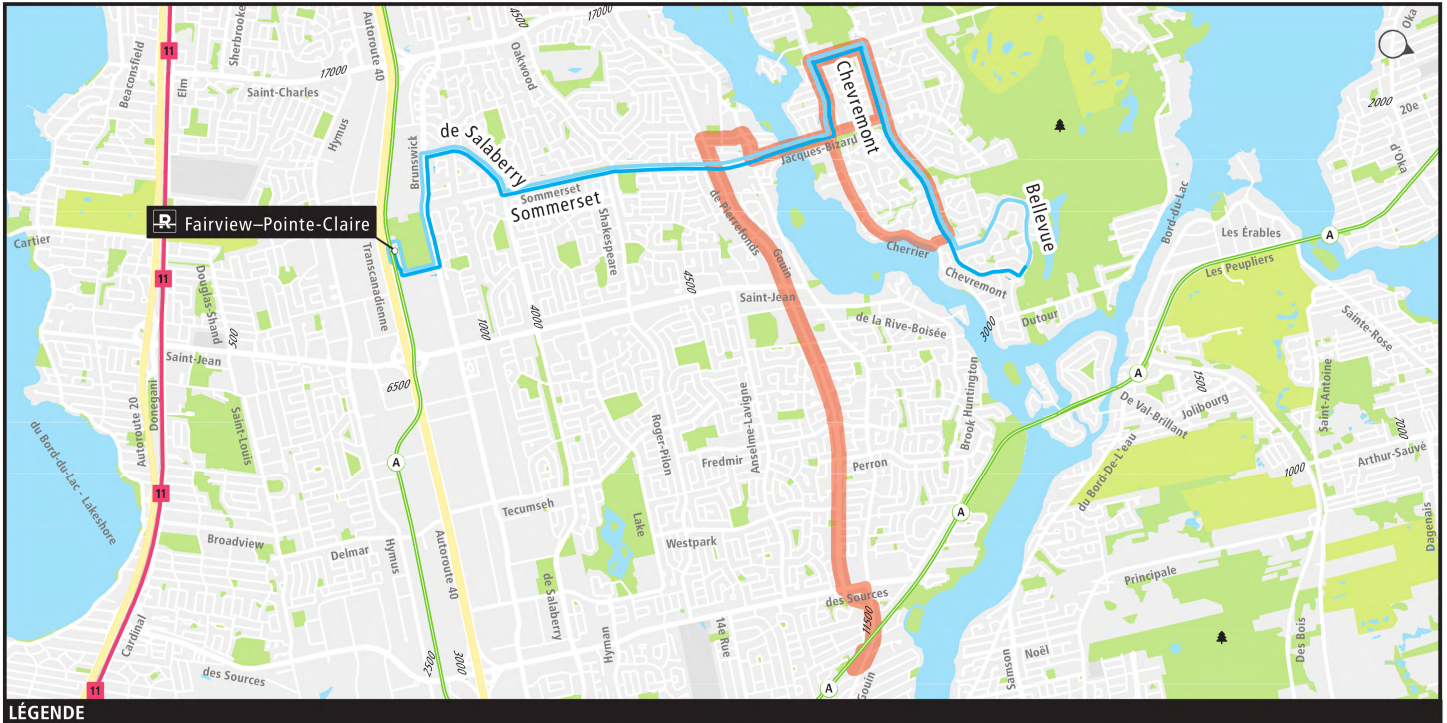 11
Beaconsfield
Elm
Sherbrooke
17000
Saint-Charles
Hymus
Autoroute 40
4500
17000
Oakwood
Brunswick
de Salaberry
Sommerset
Sommerset
Shakespeare
R Fairview–Pointe-Claire
Cartier
11
Douglas-Shand
500
Transcanadienne
Saint-Jean
6500
1000
4000
4500
Chevremont
Jacques-Bizard
de Pierrefonds
Gouin
Saint-Jean
Cherrier
Chevremont
Bellevue
de la Rive-Boisée
3000
Dutour
Bord-du-Lac
Oka
2000
20e
d'Oka
A
Les Érables
Les Peupliers
Sainte-Rose
Saint-Antoine
7000
Arthur-Sauvé
1000
Dagenais
A
1500
De Val-Brillant
Jolibourg
du Bord-De-L'eau
Brook Huntington
A
Perron
Anselme-Lavigne
Fredmir
Roger-Pilon
Tecumseh
Lake
Westpark
Autoroute 20
Donegani
Saint-Louis
du Bord-du-Lac - Lakeshore
11
Broadview
Delmar
Hymus
A
Autoroute 40
de Salaberry
Hyman
14e Rue
des Sources
11500
A
Gouin
Samson
Noël
Principale
Des Bois
Cardinal
11
des Sources
2500
3000
LÉGENDE